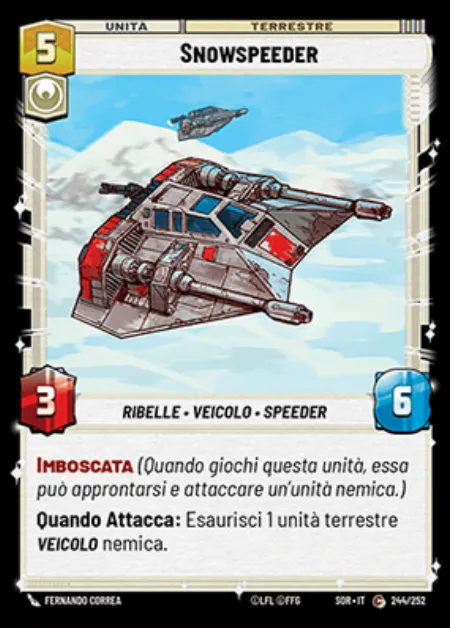 5
UNITÀ
TERRESTRE
SNOWSPEEDER
3
RIBELLE • VEICOLO • SPEEDER
6
IMBOSCATA (Quando giochi questa unità, essa
può approntarsi e attaccare un'unità nemica.)
Quando Attacca: Esaurisci 1 unità terrestre
VEICOLO nemica.
FERNANDO CORREA
©LFL ©FFG
SOR • IT
C
244/252